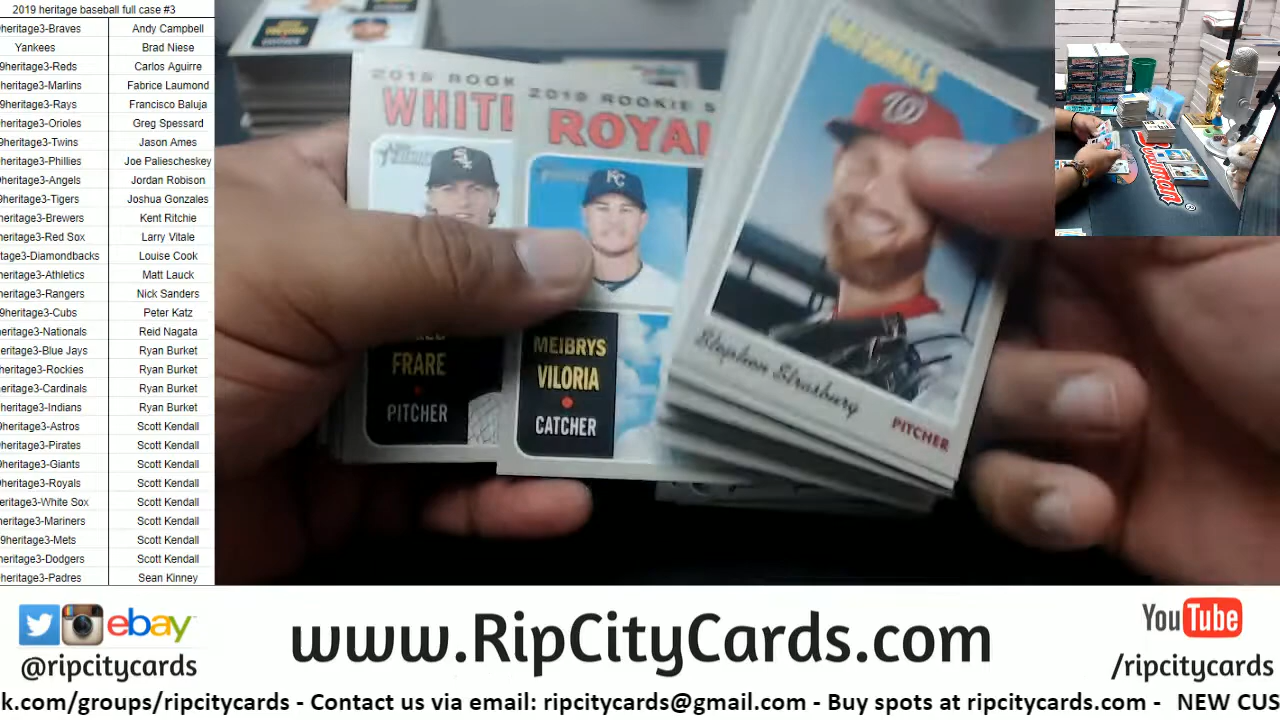 2019 heritage baseball full case #3
9heritage3-Braves Andy Campbell
Yankees Brad Niese
9heritage3-Reds Carlos Aguirre
heritage3-Marlins Fabrice Laumond
9heritage3-Rays Francisco Baluja
heritage3-Orioles Greg Spessard
9heritage3-Twins Jason Ames
heritage3-Phillies Joe Paliescheskey
heritage3-Angels Jordan Robison
heritage3-Tigers Joshua Gonzales
heritage3-Brewers Kent Ritchie
heritage3-Red Sox Larry Vitale
tage3-Diamondbacks Louise Cook
heritage3-Athletics Matt Lauck
heritage3-Rangers Nick Sanders
9heritage3-Cubs Peter Katz
heritage3-Nationals Reid Nagata
eritage3-Blue Jays Ryan Burket
heritage3-Rockies Ryan Burket
heritage3-Cardinals Ryan Burket
heritage3-Indians Ryan Burket
heritage3-Astros Scott Kendall
heritage3-Pirates Scott Kendall
heritage3-Giants Scott Kendall
heritage3-Royals Scott Kendall
eritage3-White Sox Scott Kendall
heritage3-Mariners Scott Kendall
9heritage3-Mets Scott Kendall
heritage3-Dodgers Scott Kendall
heritage3-Padres Sean Kinney
2019 ROOK
WHIT
FRARE
PITCHER
2019 ROOKIE S
ROYAL
KC
MEIBRYS
VILORIA
CATCHER
NATIONALS
W
Stephen Strasburg
PITCHER
Bowman
ebay
@ripcitycards
www.RipCityCards.com
YouTube
/ripcitycards
k.com/groups/ripcitycards - Contact us via email: ripcitycards@gmail.com - Buy spots at ripcitycards.com - NEW CUS